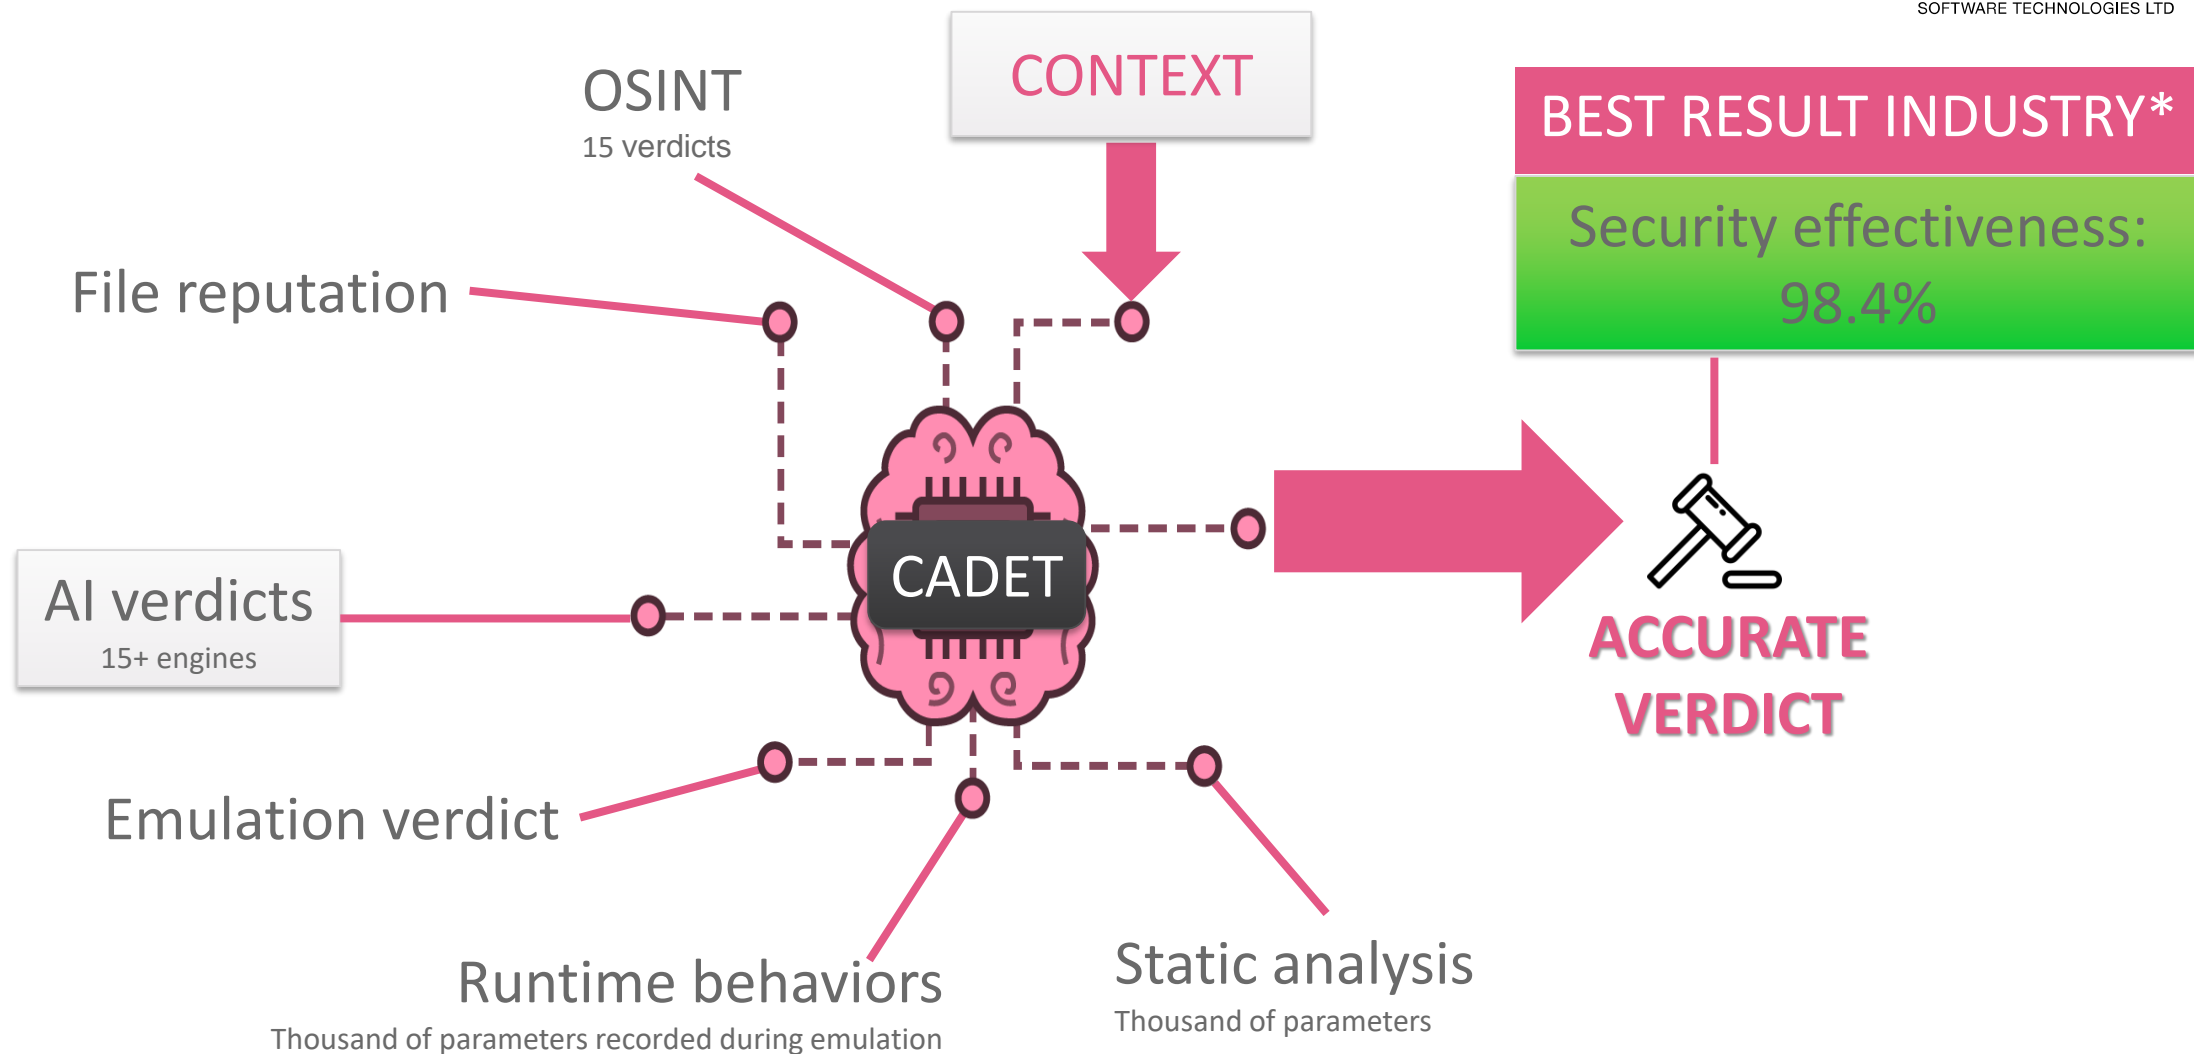 SOFTWARE TECHNOLOGIES LTD
OSINT
15 verdicts
CONTEXT
BEST RESULT INDUSTRY*
Security effectiveness:
98.4%
File reputation
CADET
AI verdicts
15+ engines
ACCURATE
VERDICT
Emulation verdict
Runtime behaviors
Thousand of parameters recorded during emulation
Static analysis
Thousand of parameters